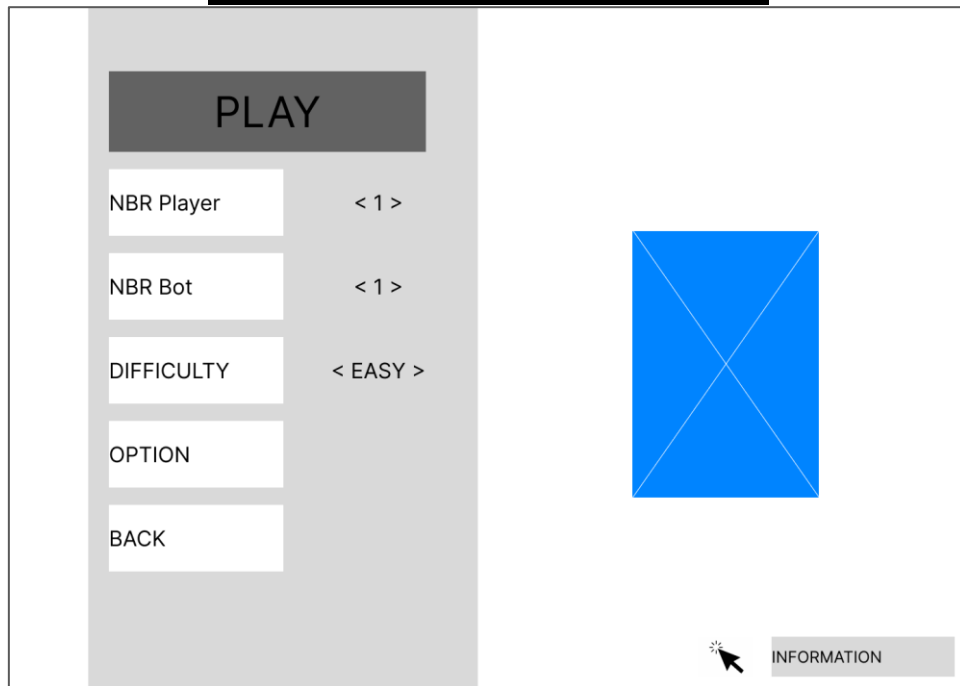 PLAY
NBR Player < 1 >
NBR Bot < 1 >
DIFFICULTY < EASY >
OPTION
BACK
INFORMATION